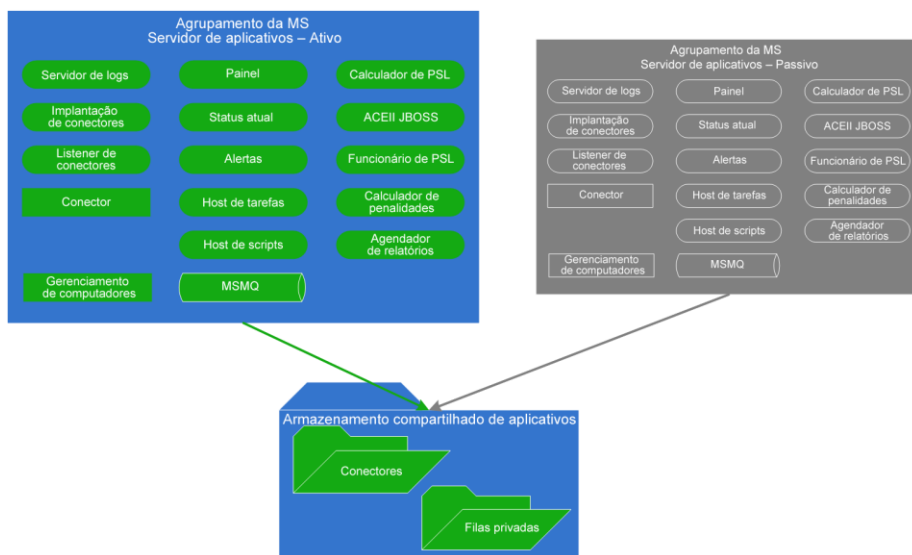 Agrupamento da MS
Servidor de aplicativos – Ativo
Servidor de logs
Painel
Calculador de PSL
Implantação
de conectores
Status atual
ACEII JBOSS
Listener de
conectores
Alertas
Funcionário de PSL
Conector
Host de tarefas
Calculador de
penalidades
Host de scripts
Agendador
de relatórios
Gerenciamento
de computadores
MSMQ
Agrupamento da MS
Servidor de aplicativos – Passivo
Servidor de logs
Painel
Calculador de PSL
Implantação
de conectores
Status atual
ACEII JBOSS
Listener de
conectores
Alertas
Funcionário de PSL
Conector
Host de tarefas
Calculador de
penalidades
Host de scripts
Agendador
de relatórios
Gerenciamento
de computadores
MSMQ
Armazenamento compartilhado de aplicativos
Conectores
Filas privadas